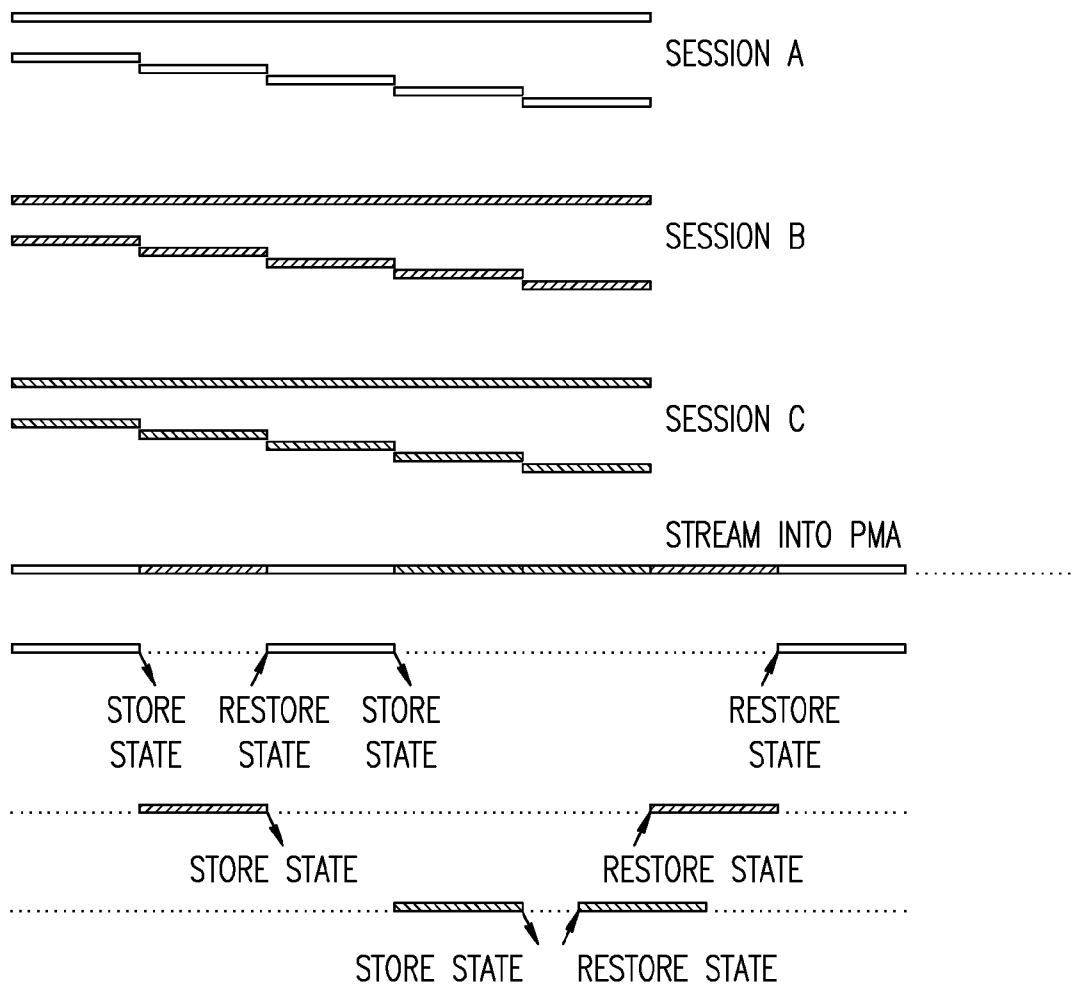 SESSION A
SESSION B
SESSION C
STREAM INTO PMA
STORE RESTORE STORE RESTORE
STATE STATE STATE STATE
STORE STATE RESTORE STATE
STORE STATE RESTORE STATE